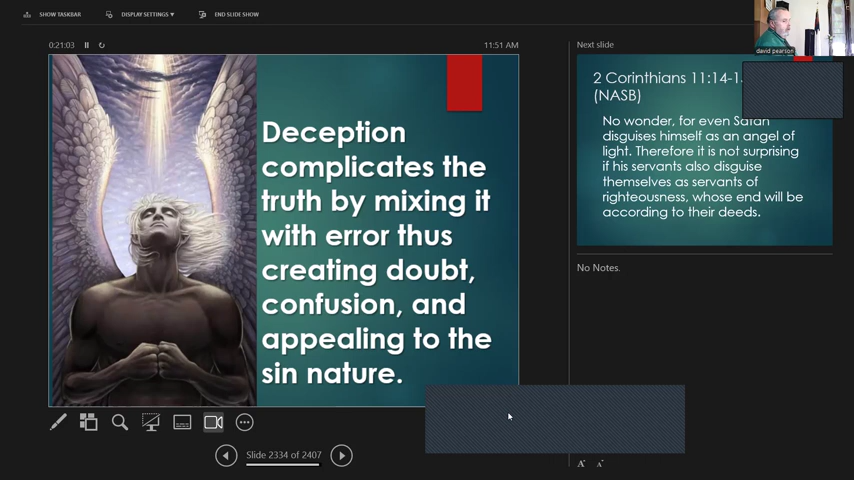 SHOW TASKBAR
DISPLAY SETTINGS ▾
END SLIDE SHOW
david pearson
0:21:03
11:51 AM
Deception
complicates the
truth by mixing it
with error thus
creating doubt,
confusion, and
appealing to the
sin nature.
Slide 2334 of 2407
Next slide
2 Corinthians 11:14-1
(NASB)
No wonder, for even Satan
disguises himself as an angel of
light. Therefore it is not surprising
if his servants also disguise
themselves as servants of
righteousness, whose end will be
according to their deeds.
No Notes.
A A